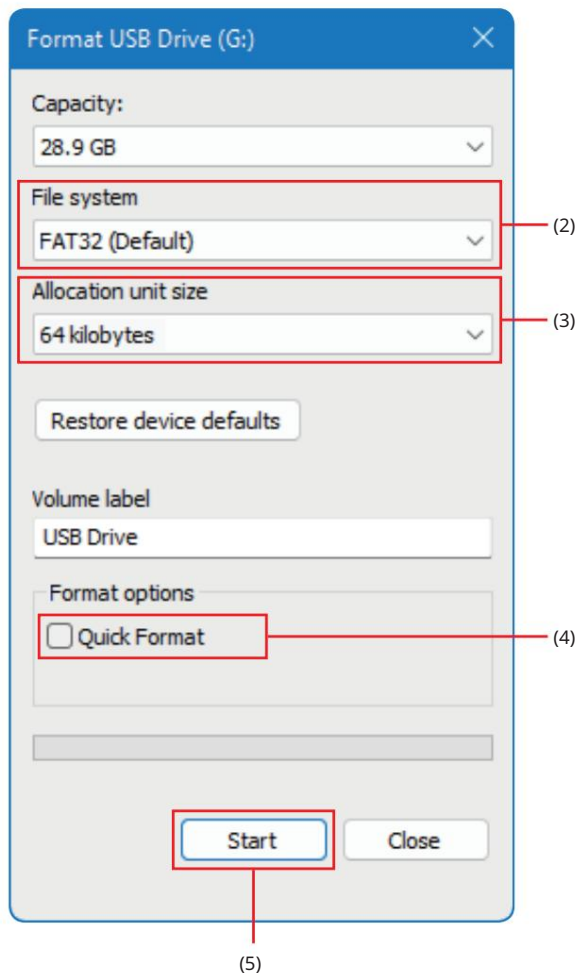 Format USB Drive (G:)
Capacity:
28.9 GB
File system
FAT32 (Default)
(2)
Allocation unit size
64 kilobytes
(3)
Restore device defaults
Volume label
USB Drive
Format options
Quick Format
(4)
Start
Close
(5)